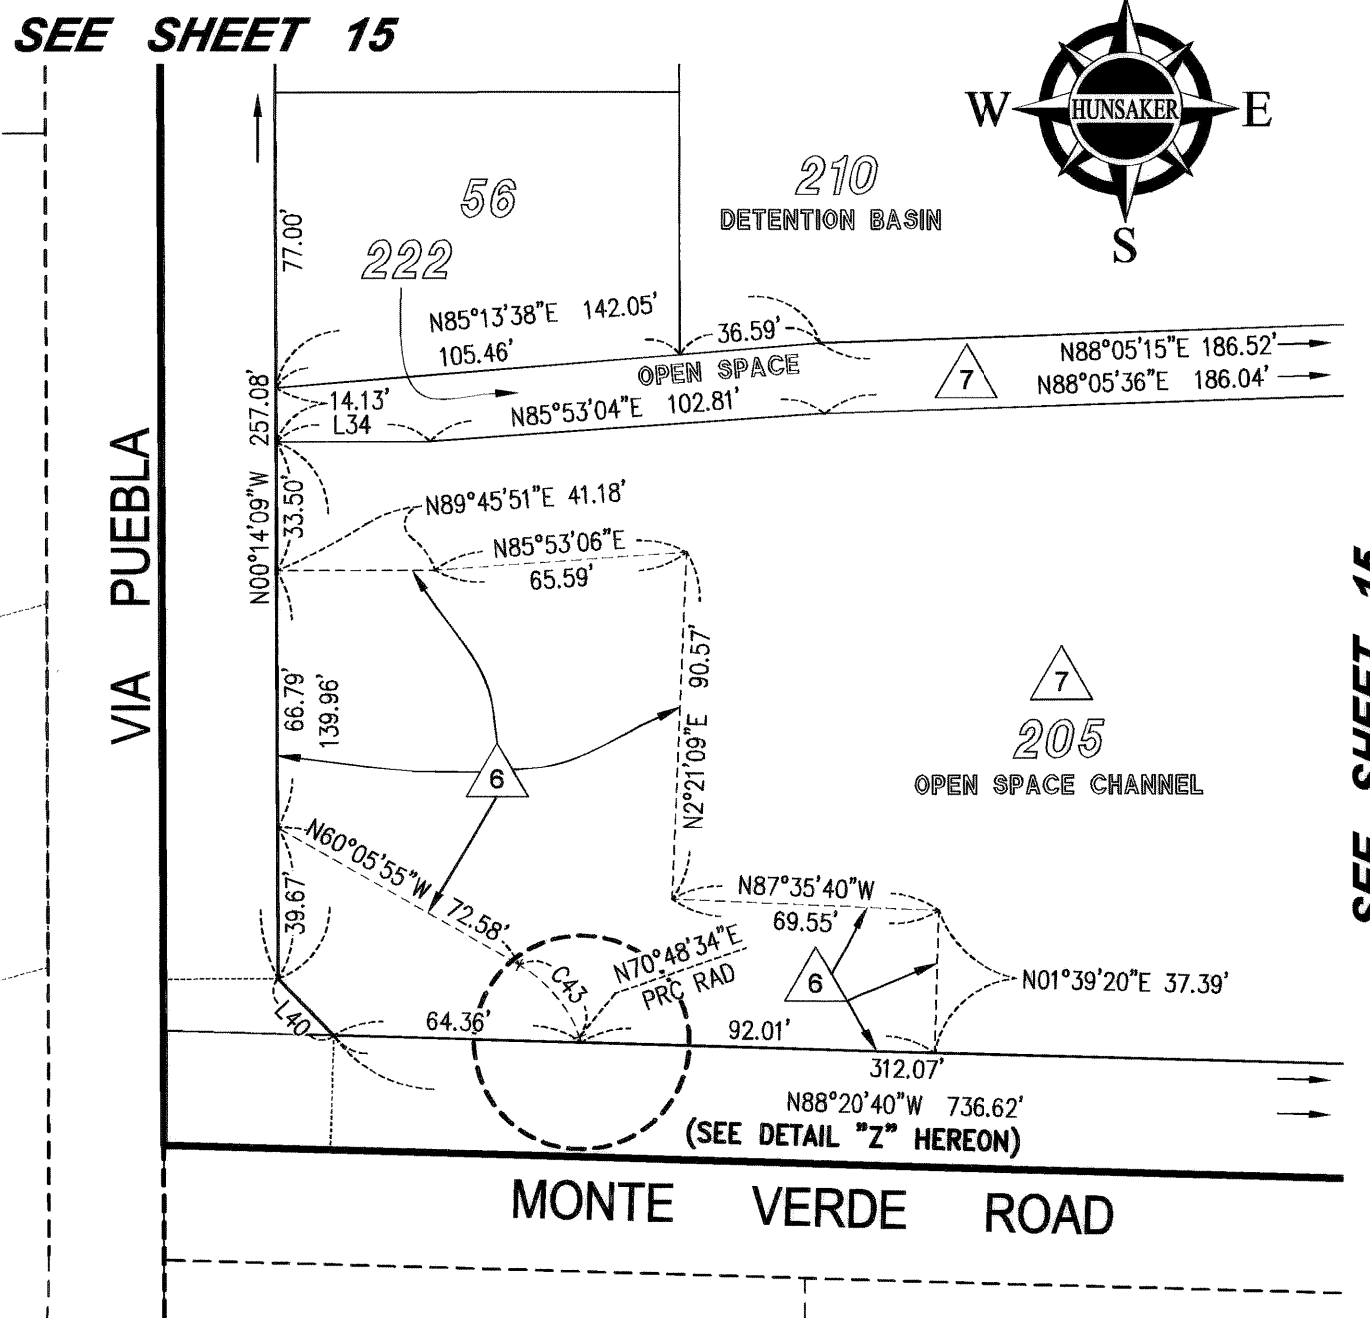 SEE SHEET 15
W
HUNSAKER
E
S
56
210
DETENTION BASIN
222
77.00'
N85°13'38"E 142.05'
105.46'
36.59'
OPEN SPACE
7
N88°05'15"E 186.52'
N88°05'36"E 186.04'
14.13'
L34
N85°53'04"E 102.81'
N00°14'09"W 257.08'
33.50'
N89°45'51"E 41.18'
N85°53'06"E
65.59'
VIA PUEBLA
66.79'
139.96'
6
N2°21'09"E 90.57'
7
205
OPEN SPACE CHANNEL
SEE SHEET 15
N60°05'55"W 72.58'
39.67'
N87°35'40"W
69.55'
6
N01°39'20"E 37.39'
C43
N70°48'34"E
PRC RAD
L40
64.36'
92.01'
312.07'
N88°20'40"W 736.62'
(SEE DETAIL "Z" HEREON)
MONTE VERDE ROAD